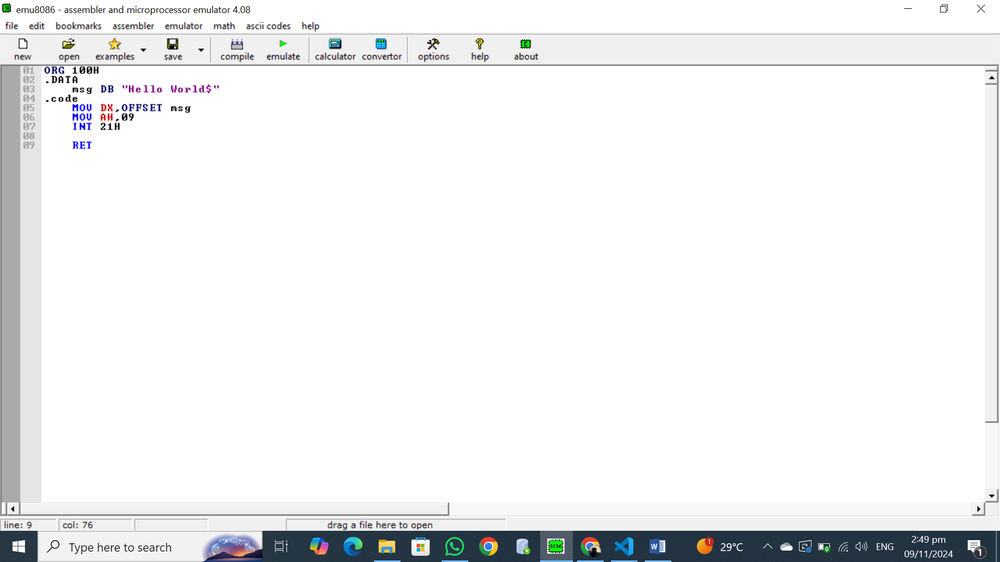 emu8086 - assembler and microprocessor emulator 4.08
file edit bookmarks assembler emulator math ascii codes help
new open examples save compile emulate calculator convertor options help about
01 ORG 100H
02 .DATA
03     msg DB "Hello World$"
04 .code
05     MOV DX,OFFSET msg
06     MOV AH,09
07     INT 21H
08
09     RET
line: 9 col: 76 drag a file here to open
Type here to search 8086 1 29°C ENG 2:49 pm 1
09/11/2024